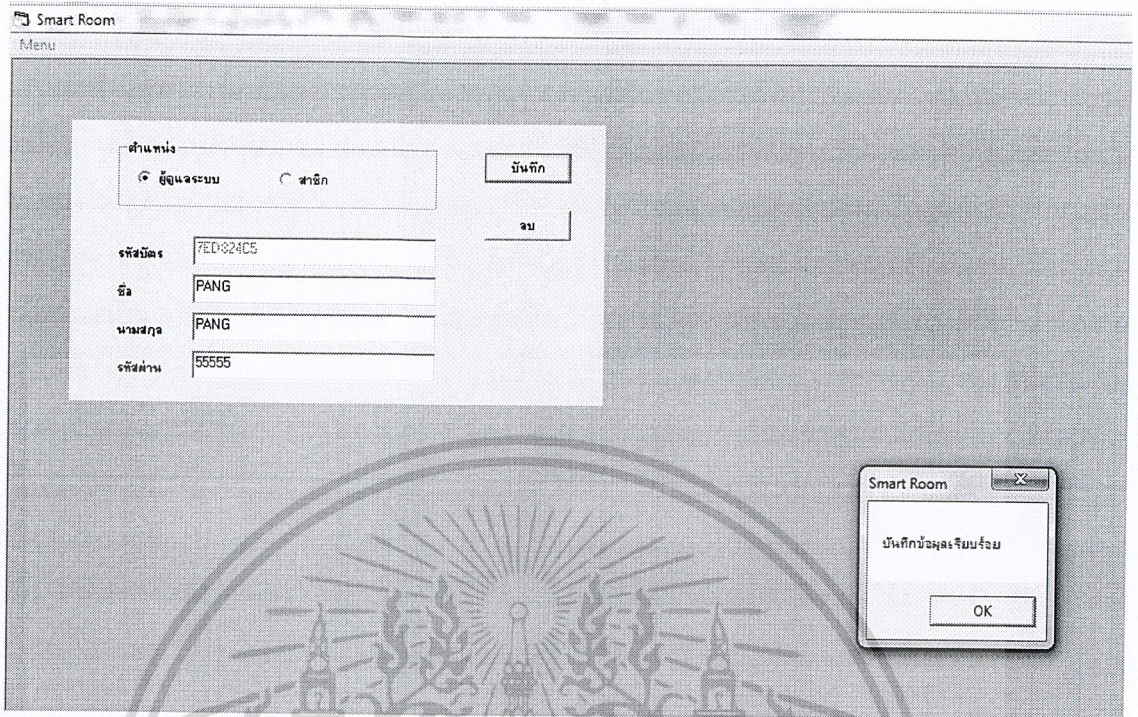 Smart Room
Menu
ตำแหน่ง
ผู้ดูแลระบบ
สาชิก
บันทึก
ลบ
รหัสบัตร 7ED324C5
ชื่อ PANG
นามสกุล PANG
รหัสผ่าน 55555
Smart Room
บันทึกข้อมุลเรียบร้อย
OK